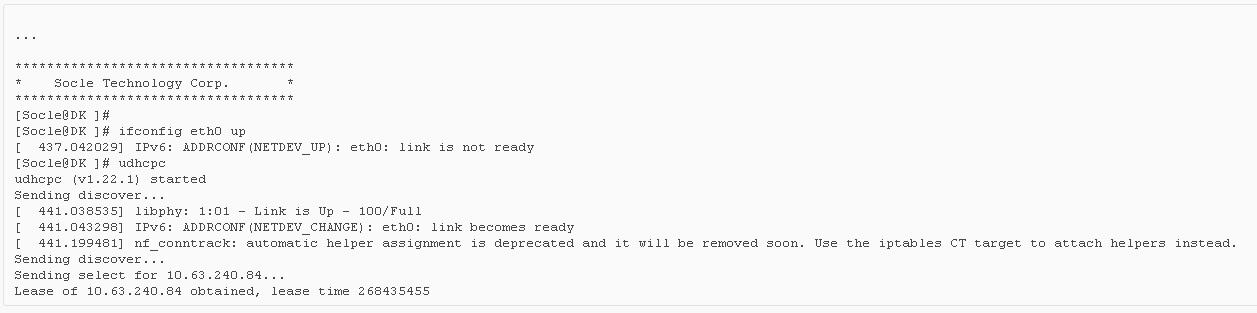 ...
***********************************
*    Socle Technology Corp.       *
***********************************
[Socle@DK ]#
[Socle@DK ]# ifconfig eth0 up
[  437.042029] IPv6: ADDRCONF(NETDEV_UP): eth0: link is not ready
[Socle@DK ]# udhcpc
udhcpc (v1.22.1) started
Sending discover...
[  441.038535] libphy: 1:01 - Link is Up - 100/Full
[  441.043298] IPv6: ADDRCONF(NETDEV_CHANGE): eth0: link becomes ready
[  441.199481] nf_conntrack: automatic helper assignment is deprecated and it will be removed soon. Use the iptables CT target to attach helpers instead.
Sending discover...
Sending select for 10.63.240.84...
Lease of 10.63.240.84 obtained, lease time 268435455